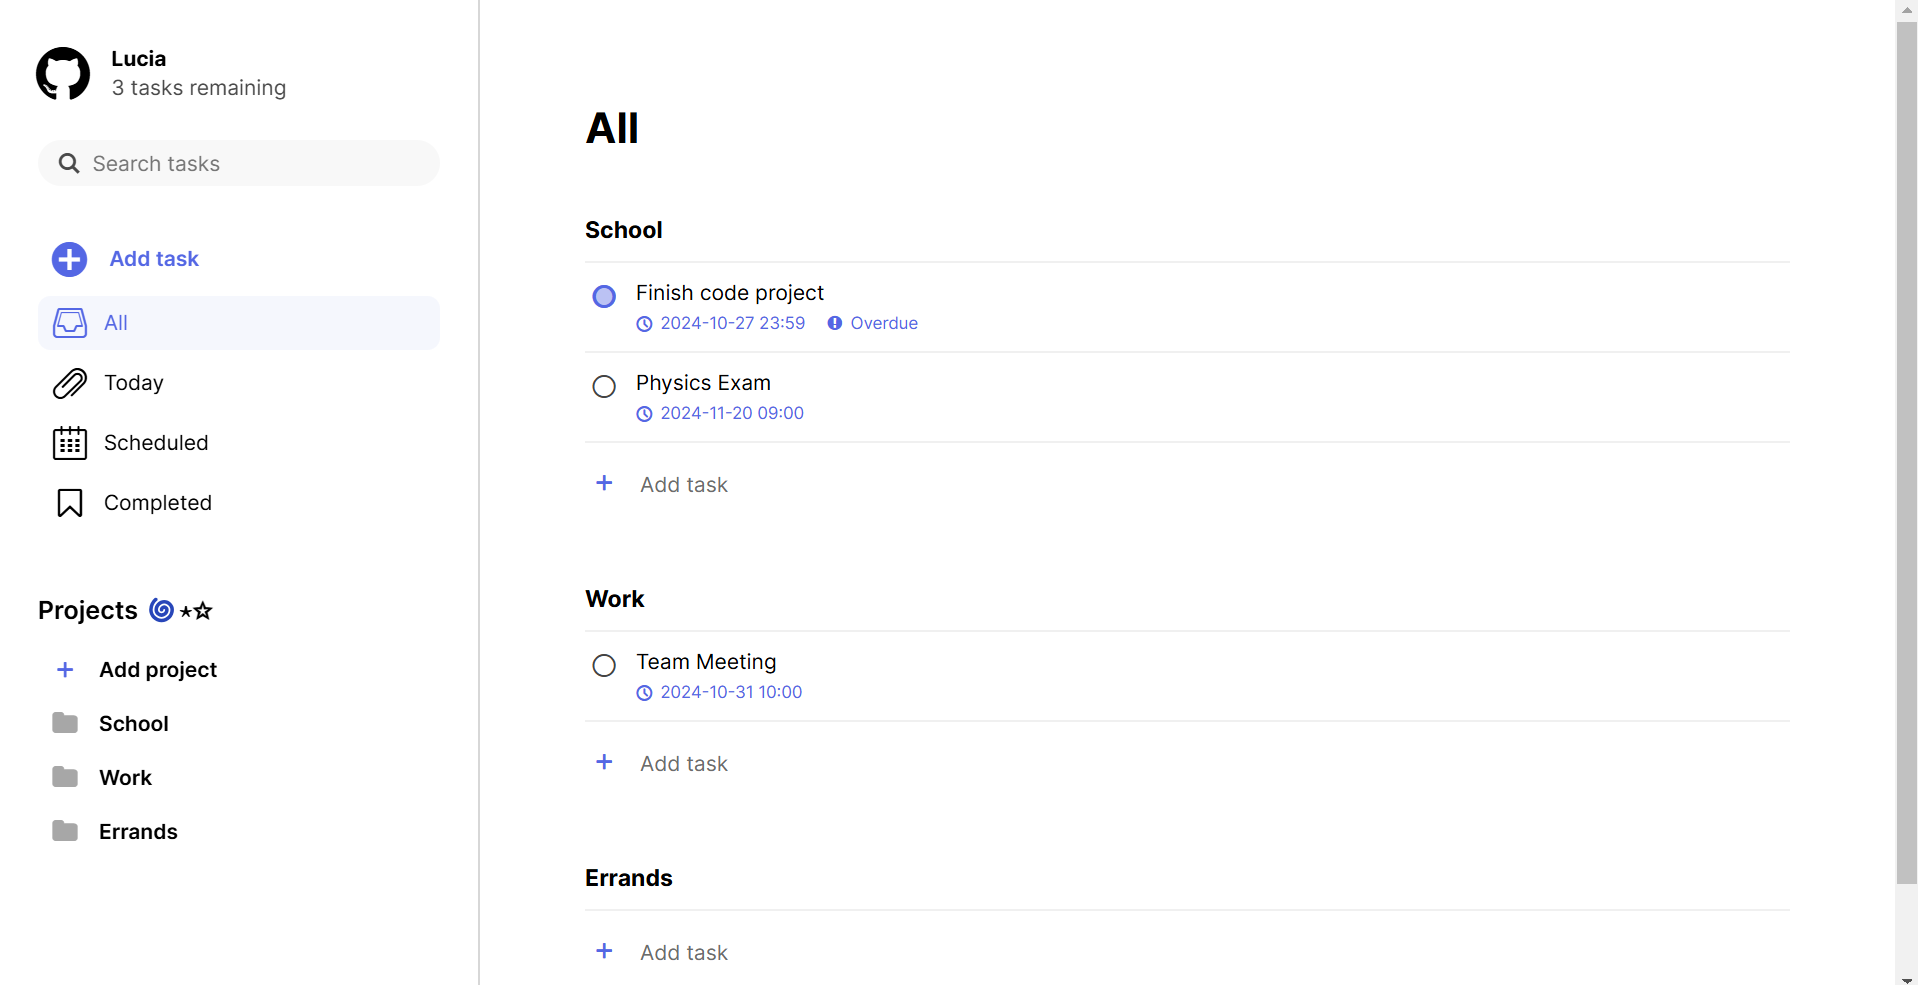 Lucia
3 tasks remaining
Search tasks
Add task
All
Today
Scheduled
Completed
Projects 🌀⋆☆
Add project
School
Work
Errands
All
School
Finish code project
2024-10-27 23:59 Overdue
Physics Exam
2024-11-20 09:00
+ Add task
Work
Team Meeting
2024-10-31 10:00
+ Add task
Errands
+ Add task